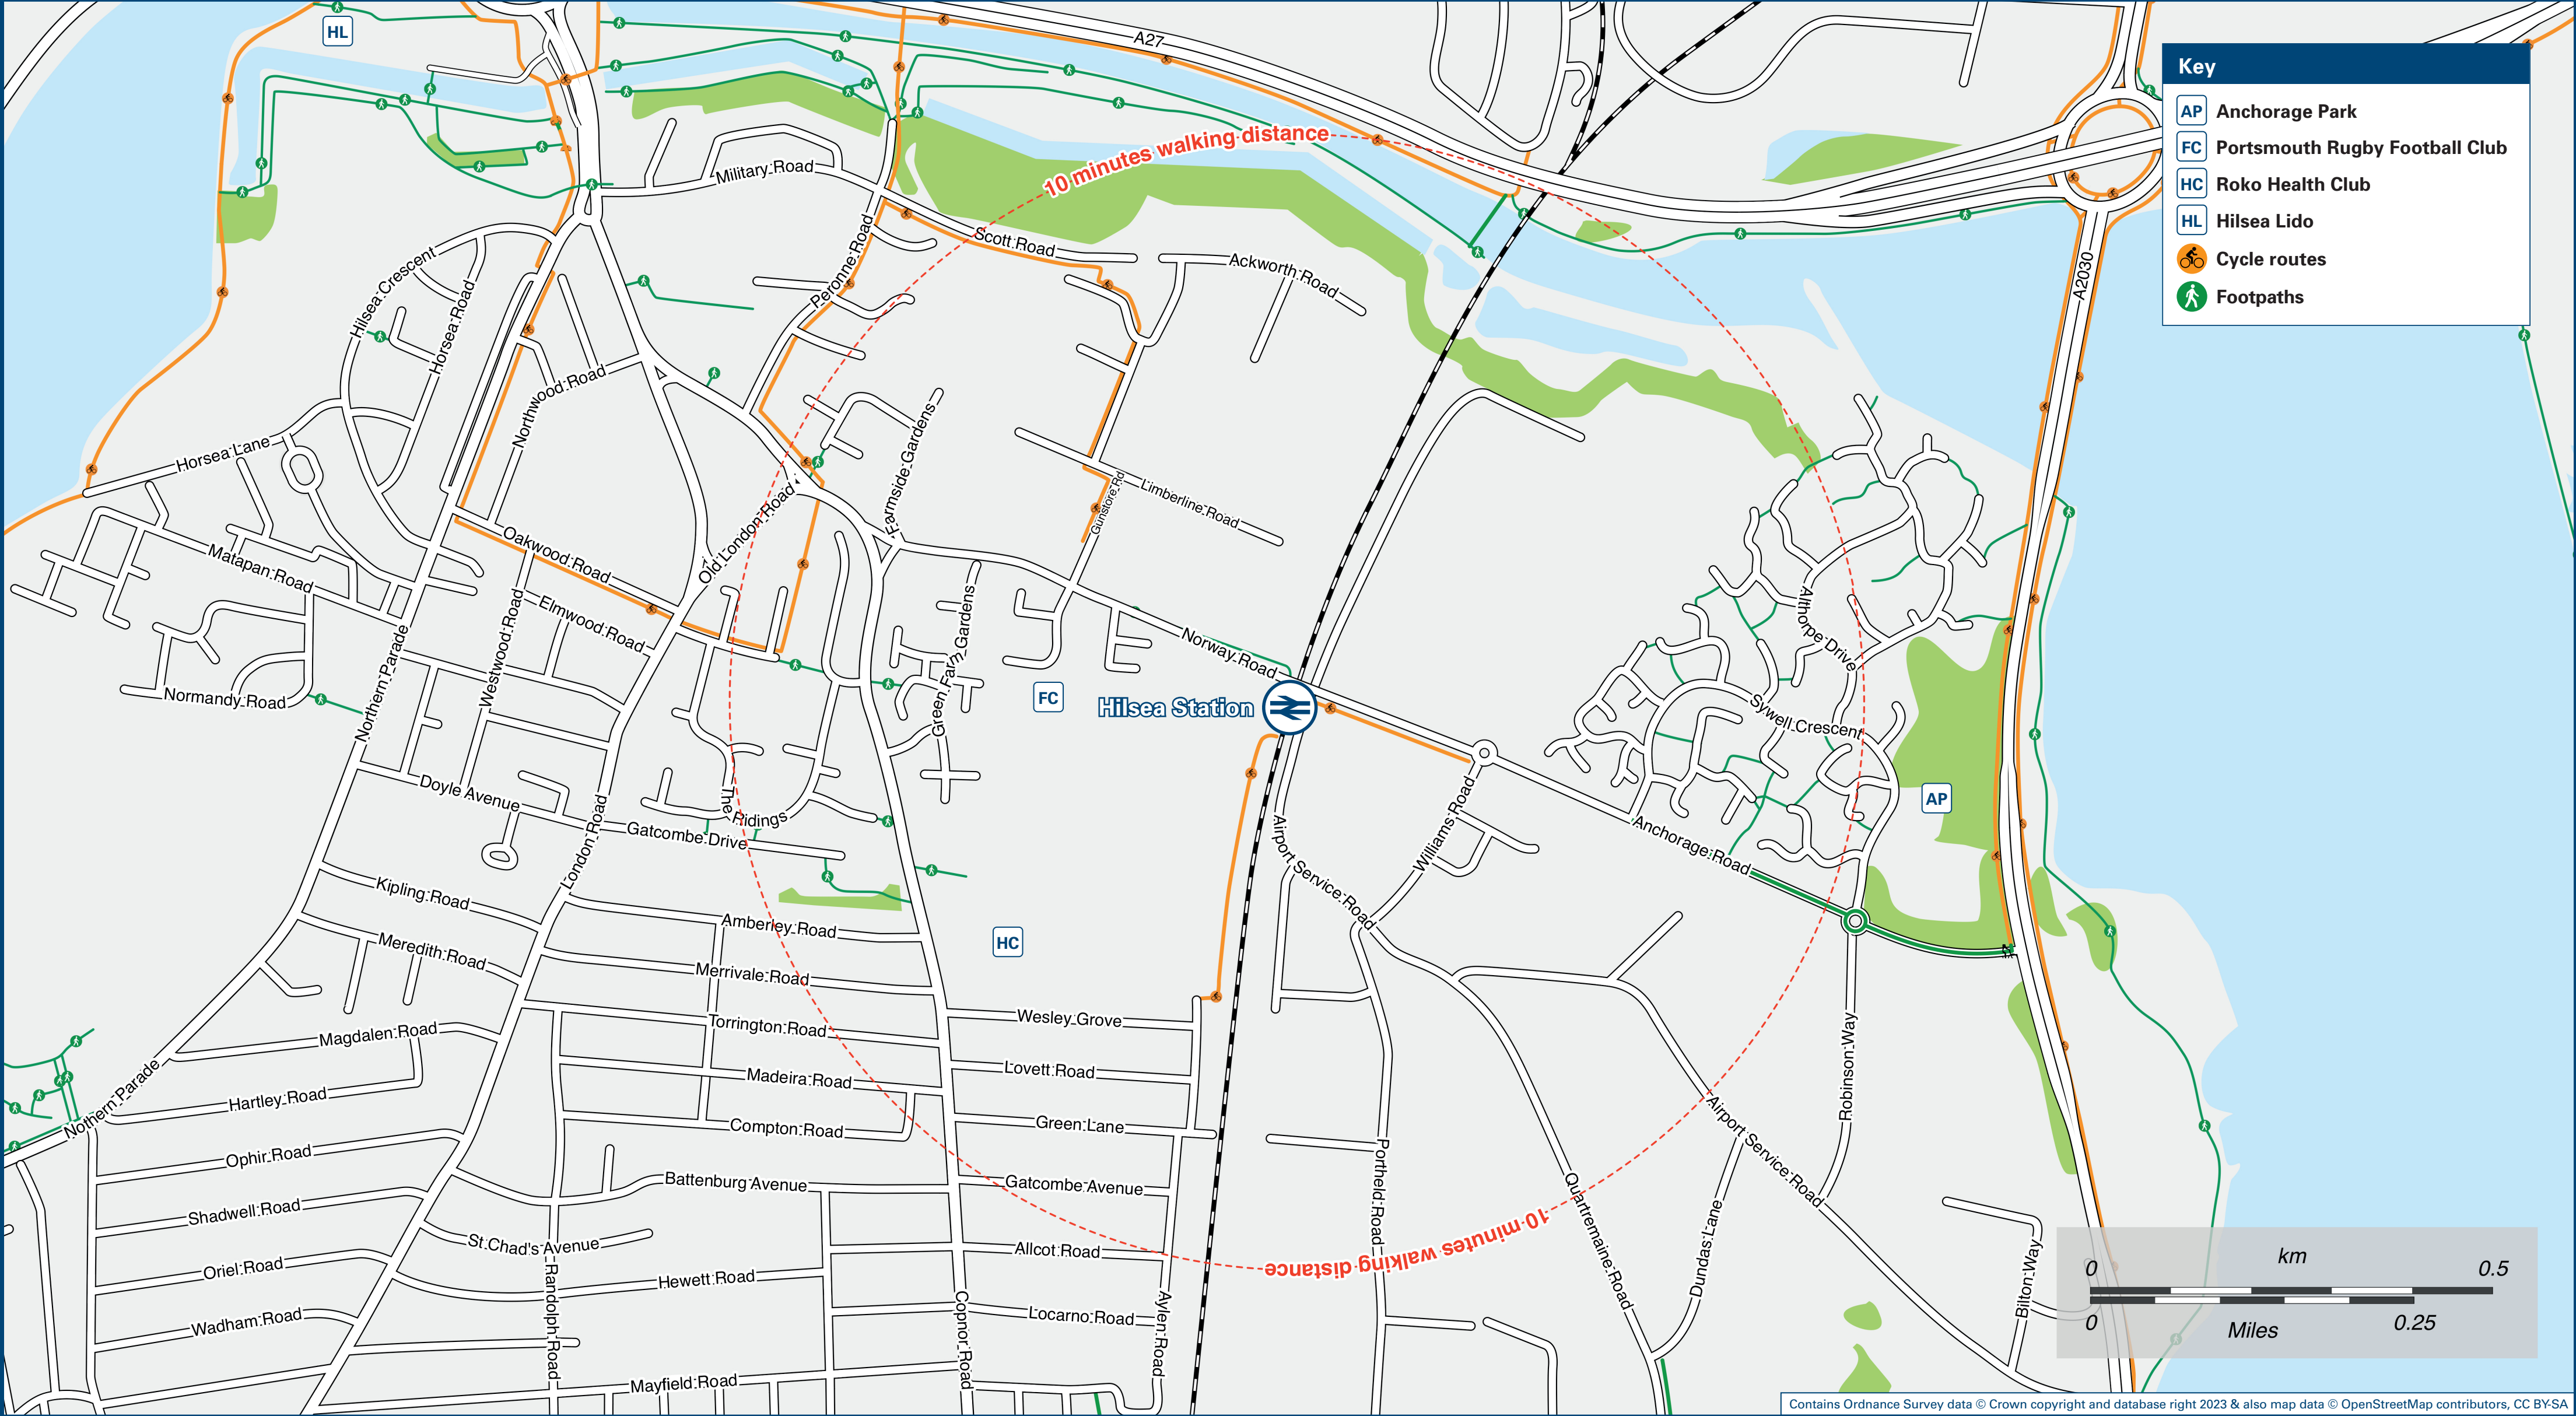 HL
A27
Key
AP Anchorage Park
FC Portsmouth Rugby Football Club
HC Roko Health Club
HL Hilsea Lido
Cycle routes
Footpaths
10 minutes walking distance
Military Road
Scott Road
Peronne Road
Ackworth Road
A2030
Hilsea Crescent
Horsea Road
Northwood Road
Horsea Lane
Farnside Gardens
Limberline Road
Gunstore Rd
Old London Road
Oakwood Road
Matapan Road
Elmwood Road
Westwood Road
Green Farm Gardens
Norway Road
Althorpe Drive
Normandy Road
Northern Parade
FC
Hilsea Station
Sywell Crescent
Doyle Avenue
The Ridings
Gatcombe Drive
London Road
AP
Airport Service Road
Williams Road
Anchorage Road
Kipling Road
Amberley Road
HC
Meredith Road
Merrivale Road
Magdalen Road
Torrington Road
Wesley Grove
Lovett Road
Madeira Road
Nothern Parade
Hartley Road
Compton Road
Green Lane
Robinson Way
Airport Service Road
Ophir Road
Battenburg Avenue
Gatcombe Avenue
Portfield Road
Quartremaine Road
Dundas Lane
10 minutes walking distance
Shadwell Road
St Chad's Avenue
Allcot Road
Oriel Road
Hewett Road
Randolph Road
Copnor Road
Locarno Road
Aylen Road
Wadham Road
Mayfield Road
Bilton Way
km
0 0.5
0 0.25
Miles
Contains Ordnance Survey data © Crown copyright and database right 2023 & also map data © OpenStreetMap contributors, CC BY-SA